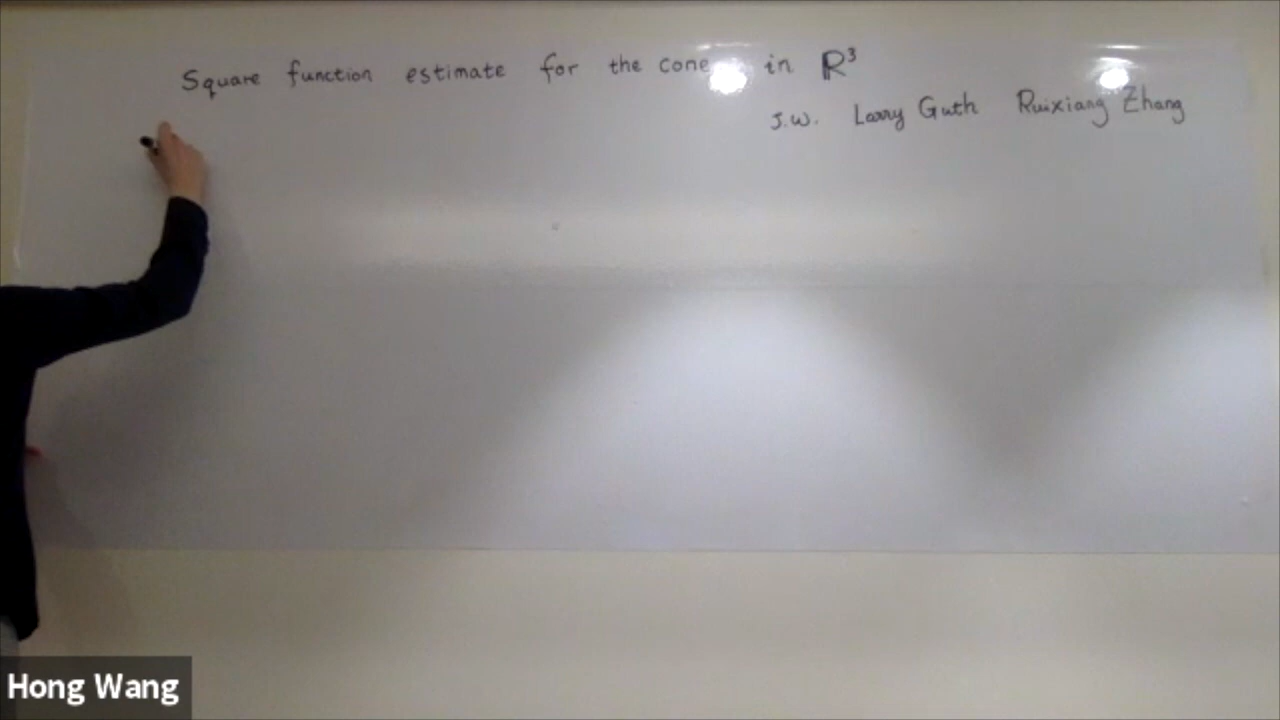 Square function estimate for the cone in R³
J.W. Larry Guth Ruixiang Zhang
Hong Wang